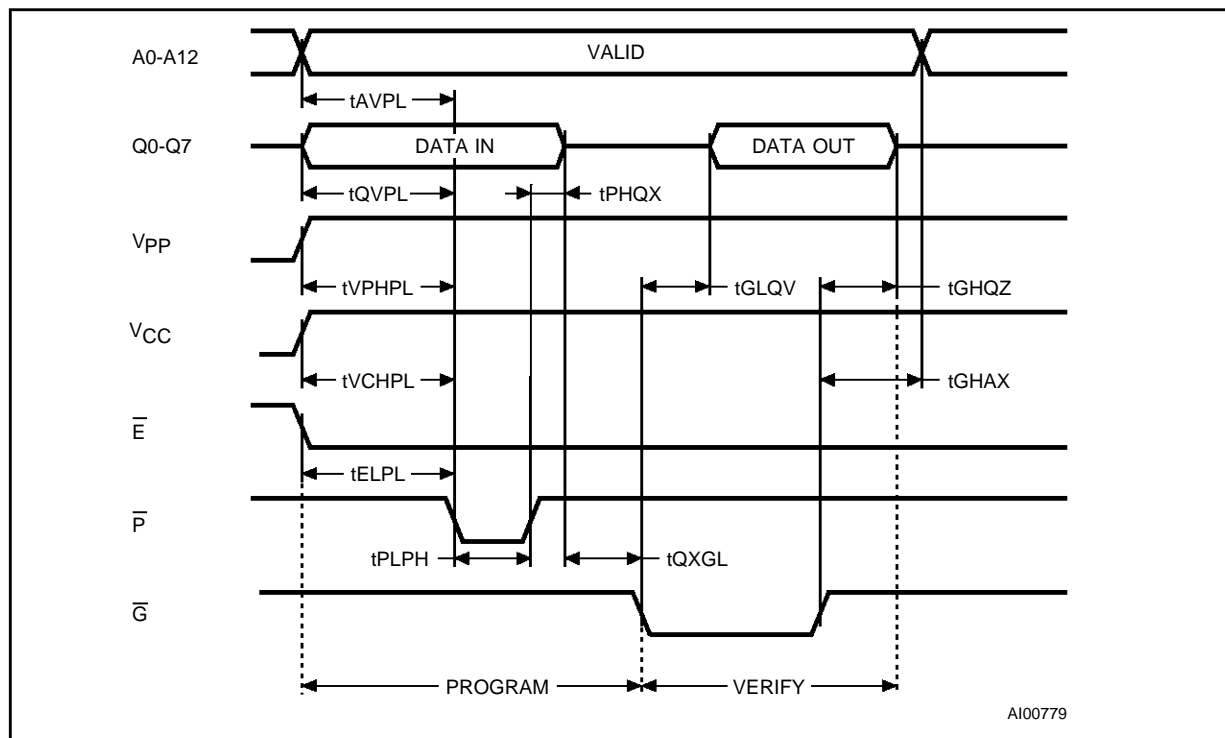 A0-A12
VALID
tAVPL
Q0-Q7
DATA IN
DATA OUT
tQVPL
tPHQX
VPP
tVPHPL
tGLQV
tGHQZ
VCC
tVCHPL
tGHAX
E̅
tELPL
P̅
tPLPH
tQXGL
G̅
PROGRAM
VERIFY
AI00779